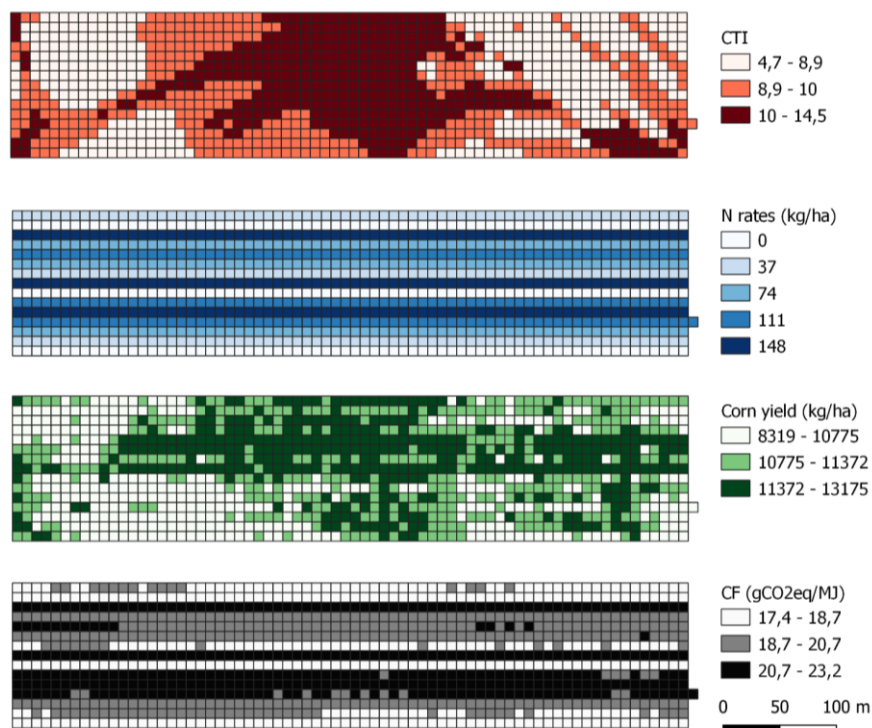 CTI
4,7 - 8,9
8,9 - 10
10 - 14,5
N rates (kg/ha)
0
37
74
111
148
Corn yield (kg/ha)
8319 - 10775
10775 - 11372
11372 - 13175
CF (gCO2eq/MJ)
17,4 - 18,7
18,7 - 20,7
20,7 - 23,2
0 50 100 m